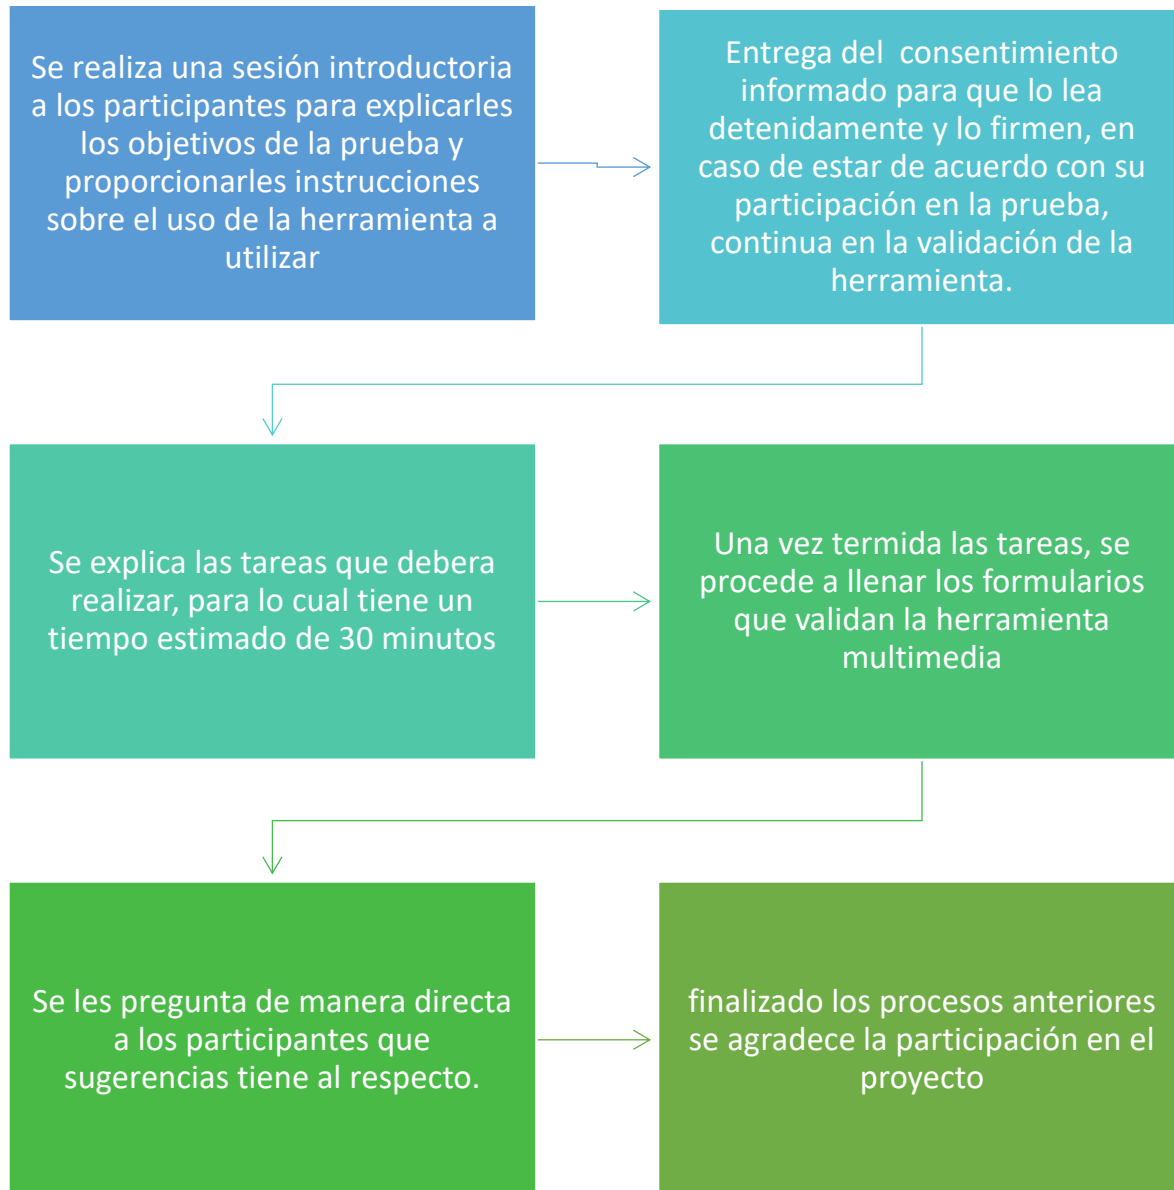 Se realiza una sesión introductoria
a los participantes para explicarles
los objetivos de la prueba y
proporcionarles instrucciones
sobre el uso de la herramienta a
utilizar
Entrega del consentimiento
informado para que lo lea
detenidamente y lo firmen, en
caso de estar de acuerdo con su
participación en la prueba,
continua en la validación de la
herramienta.
Se explica las tareas que debera
realizar, para lo cual tiene un
tiempo estimado de 30 minutos
Una vez termida las tareas, se
procede a llenar los formularios
que validan la herramienta
multimedia
Se les pregunta de manera directa
a los participantes que
sugerencias tiene al respecto.
finalizado los procesos anteriores
se agradece la participación en el
proyecto